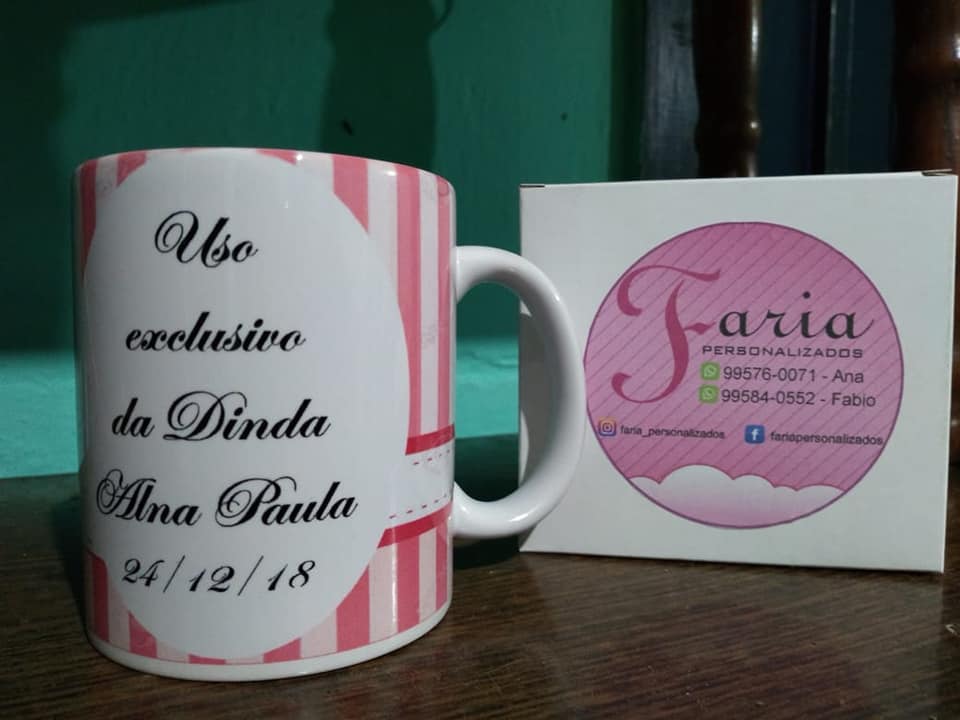 Uso
exclusivo
da Dinda
Alna Paula
24/12/18
Faria
PERSONALIZADOS
99576-0071 - Ana
99584-0552 - Fabio
faria_personalizados
fariapersonalizados